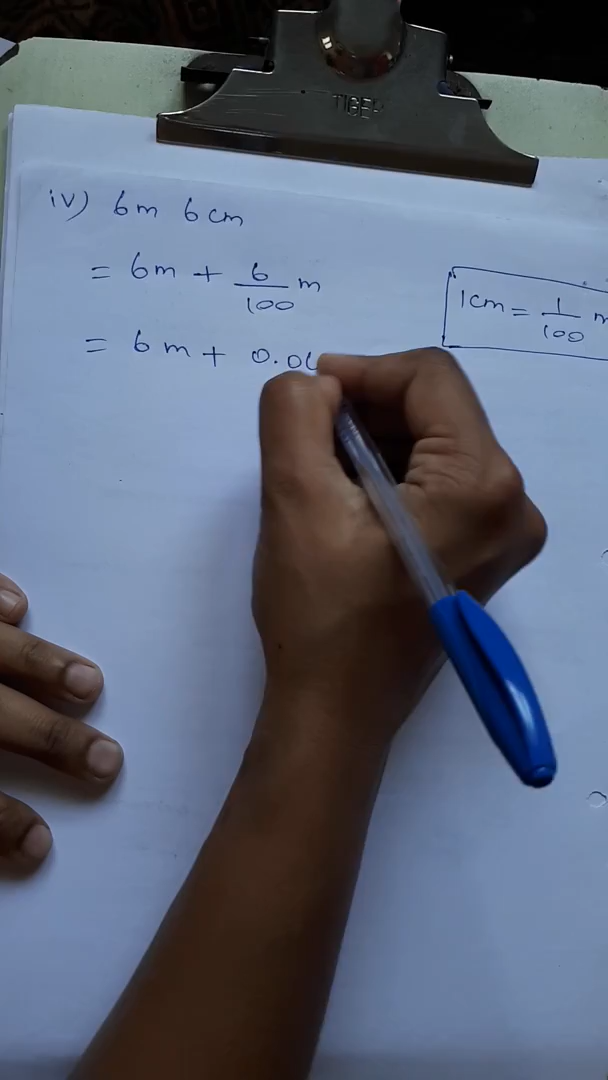 TIGER
iv) 6m 6cm
= 6m + 6/100 m
1cm = 1/100 m
= 6m + 0.0